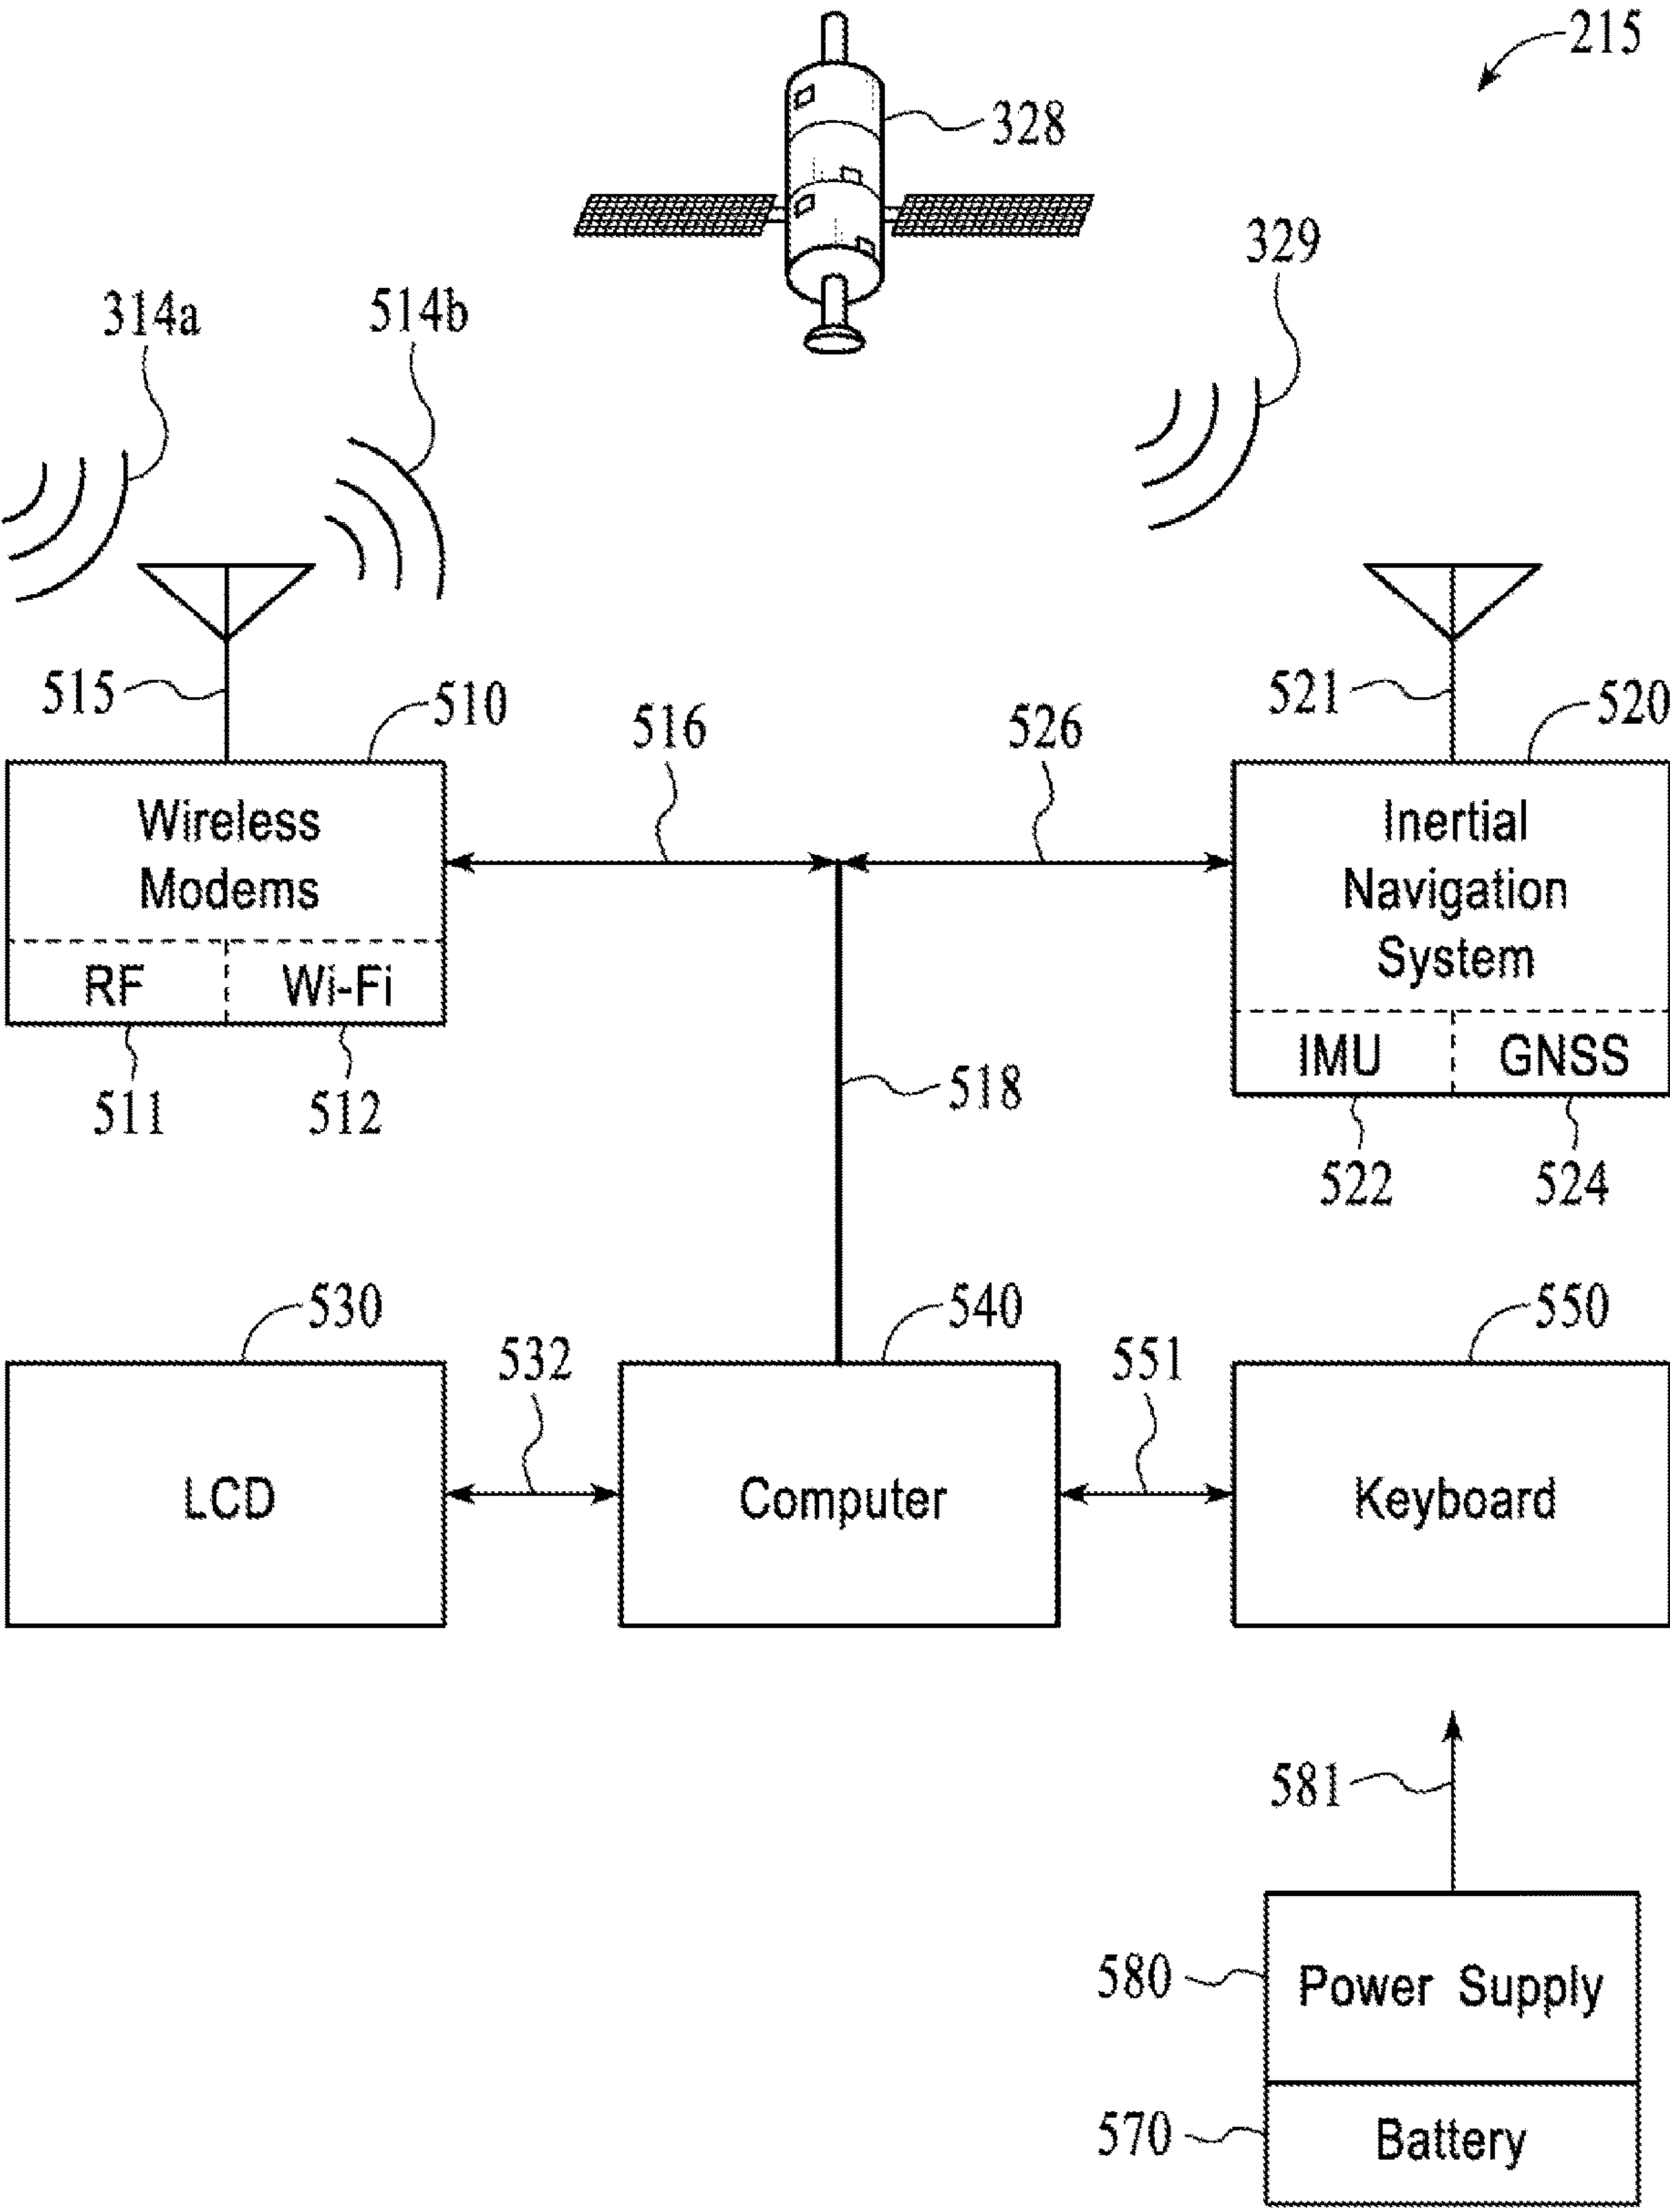 215
328
329
314a
514b
515
510
516
526
521
520
Wireless
Modems
RF
Wi-Fi
Inertial
Navigation
System
IMU
GNSS
511
512
518
522
524
530
532
540
551
550
LCD
Computer
Keyboard
581
580
Power Supply
570
Battery